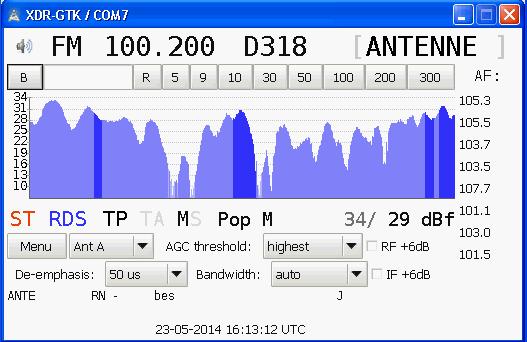 XDR-GTK / COM7
FM 100.200 D318 [ANTENNE ]
B R 5 9 10 30 50 100 200 300 AF:
34
31
28
25
22
19
16
13
10
105.3
105.5
103.7
103.5
107.7
101.1
103.0
101.5
ST RDS TP TA MS Pop M 34/ 29 dBf
Menu Ant A AGC threshold: highest RF +6dB
De-emphasis: 50 us Bandwidth: auto IF +6dB
ANTE RN - bes J
23-05-2014 16:13:12 UTC